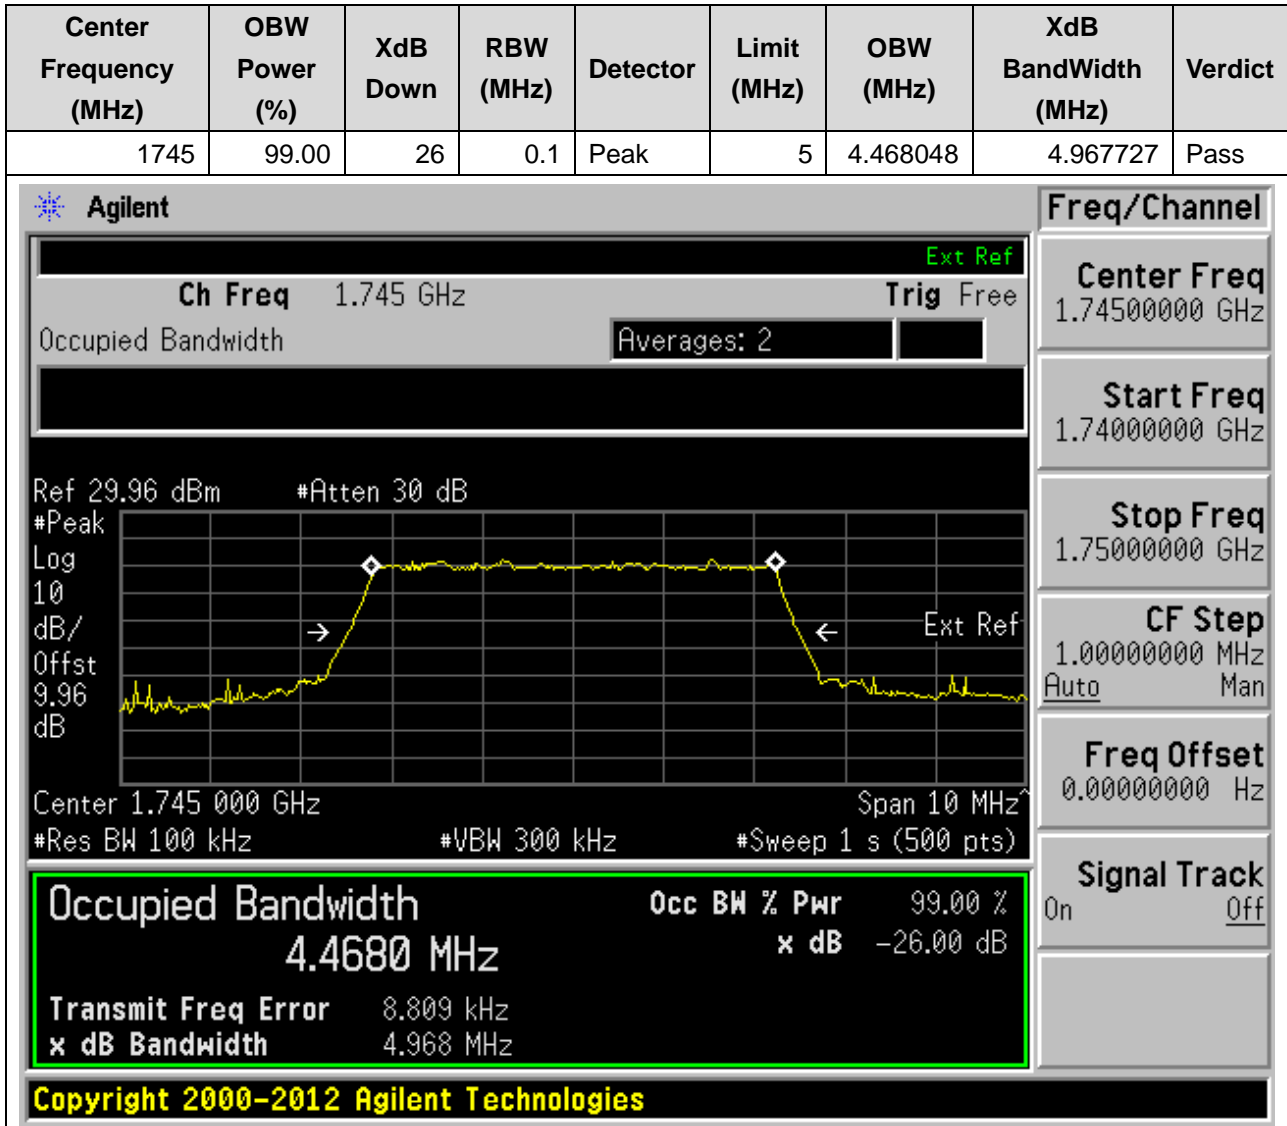 Center Frequency (MHz) OBW Power (%) XdB Down RBW (MHz) Detector Limit (MHz) OBW (MHz) XdB BandWidth (MHz) Verdict
1745 99.00 26 0.1 Peak 5 4.468048 4.967727 Pass
Agilent
Freq/Channel
Ext Ref
Ch Freq 1.745 GHz Trig Free
Occupied Bandwidth Averages: 2
Ref 29.96 dBm #Atten 30 dB
#Peak
Log
10
dB/
Offst
9.96
dB
Ext Ref
Center 1.745 000 GHz Span 10 MHz^
#Res BW 100 kHz #VBW 300 kHz #Sweep 1 s (500 pts)
Occupied Bandwidth Occ BW % Pwr 99.00 %
4.4680 MHz x dB -26.00 dB
Transmit Freq Error 8.809 kHz
x dB Bandwidth 4.968 MHz
Center Freq
1.74500000 GHz
Start Freq
1.74000000 GHz
Stop Freq
1.75000000 GHz
CF Step
1.00000000 MHz
Auto Man
Freq Offset
0.00000000 Hz
Signal Track
On Off
Copyright 2000-2012 Agilent Technologies